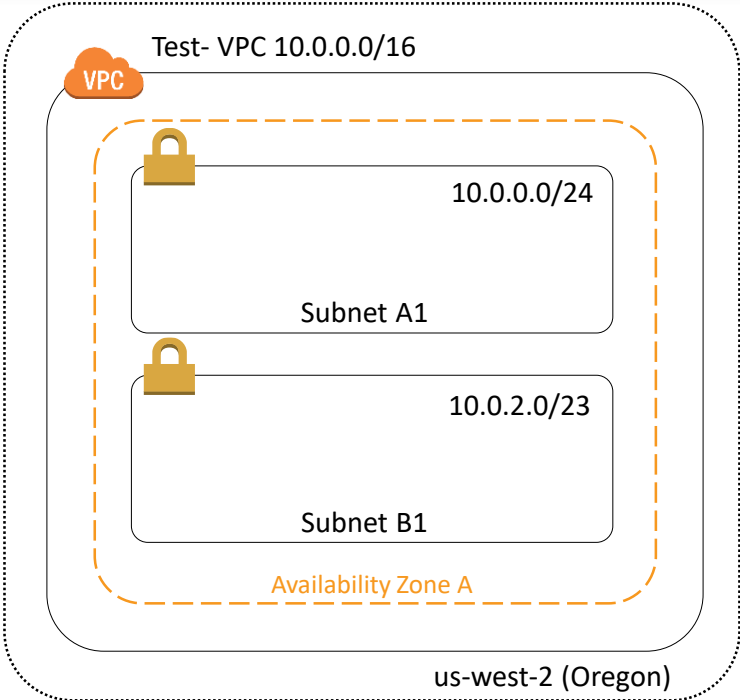 Test- VPC 10.0.0.0/16
VPC
10.0.0.0/24
Subnet A1
10.0.2.0/23
Subnet B1
Availability Zone A
us-west-2 (Oregon)